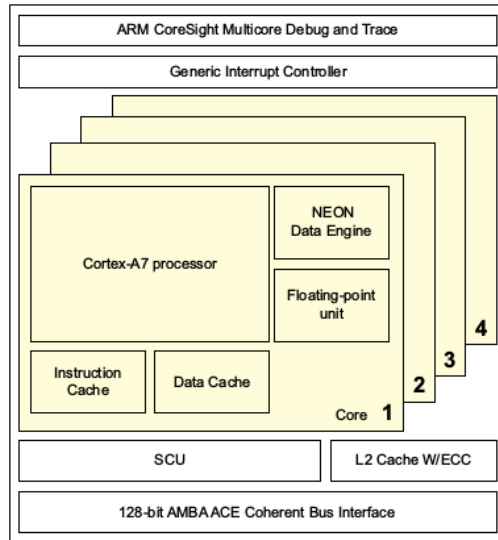 ARM CoreSight Multicore Debug and Trace
Generic Interrupt Controller
Cortex-A7 processor
NEON
Data Engine
Floating-point
unit
Instruction
Cache
Data Cache
Core 1
2
3
4
SCU
L2 Cache W/ECC
128-bit AMBA ACE Coherent Bus Interface